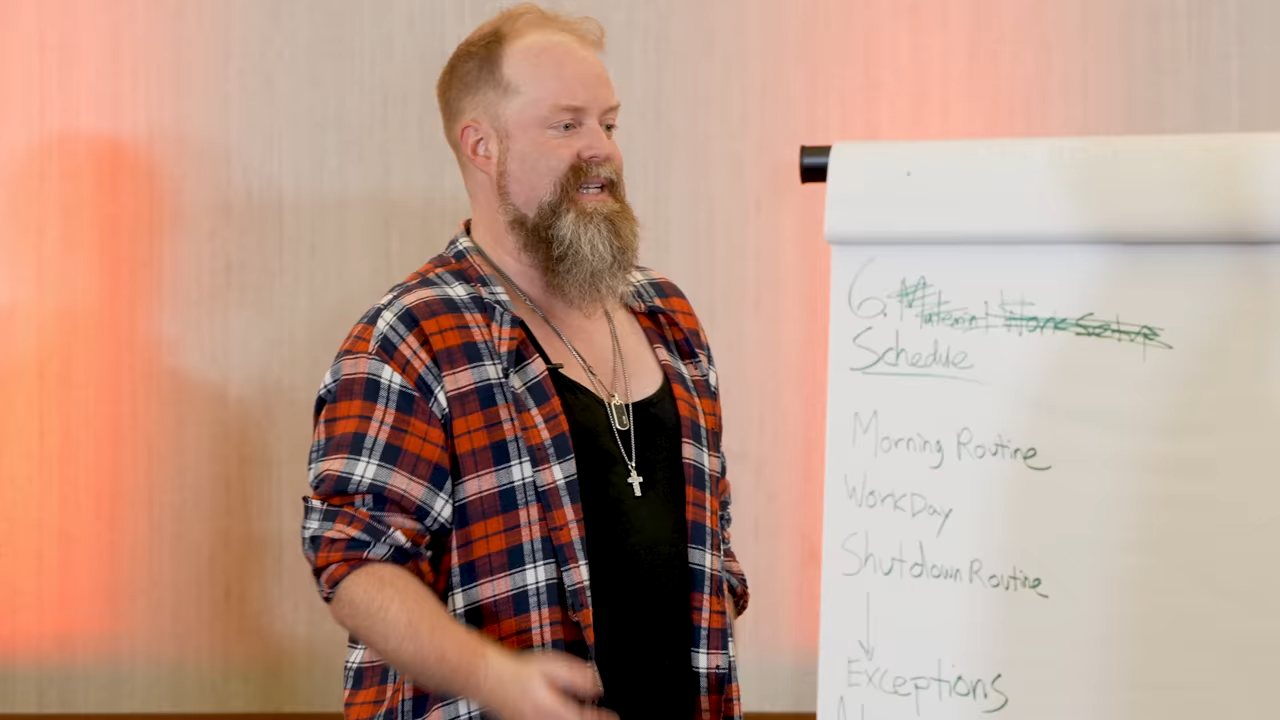 6.
Schedule
Morning Routine
WorkDay
Shutdown Routine
Exceptions